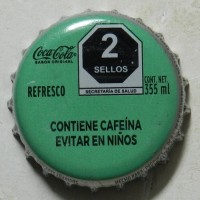 Coca-Cola
SABOR ORIGINAL
2
SELLOS
SECRETARÍA DE SALUD
REFRESCO
CONT. NET.
355 ml
CONTIENE CAFEÍNA
EVITAR EN NIÑOS